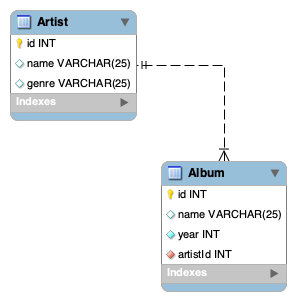 Artist
id INT
name VARCHAR(25)
genre VARCHAR(25)
Indexes
Album
id INT
name VARCHAR(25)
year INT
artistId INT
Indexes